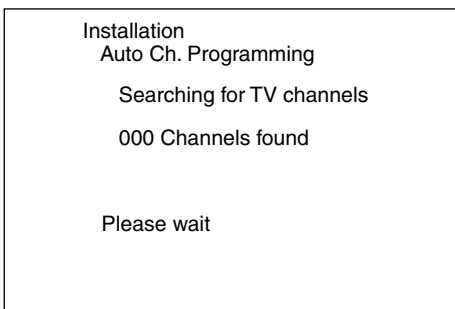 Installation
Auto Ch. Programming
Searching for TV channels
000 Channels found
Please wait